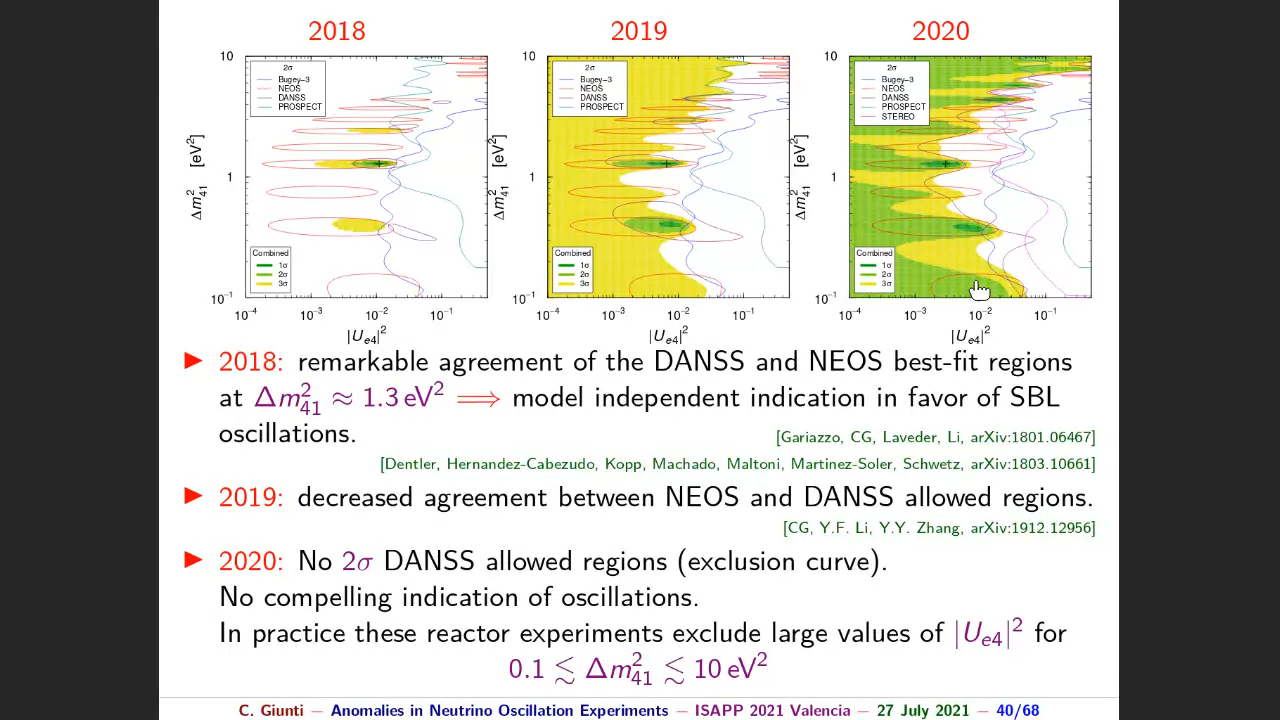 2018
2019
2020
10
1
10⁻¹
Δm²₄₁ [eV²]
2σ
Bugey−3
NEOS
DANSS
PROSPECT
Combined
1σ
2σ
3σ
10⁻⁴ 10⁻³ 10⁻² 10⁻¹
|Uₑ₄|²
10
1
10⁻¹
Δm²₄₁ [eV²]
2σ
Bugey−3
NEOS
DANSS
PROSPECT
Combined
1σ
2σ
3σ
10⁻⁴ 10⁻³ 10⁻² 10⁻¹
|Uₑ₄|²
10
1
10⁻¹
Δm²₄₁ [eV²]
2σ
Bugey−3
NEOS
DANSS
PROSPECT
STEREO
Combined
1σ
2σ
3σ
10⁻⁴ 10⁻³ 10⁻² 10⁻¹
|Uₑ₄|²
▶ 2018: remarkable agreement of the DANSS and NEOS best-fit regions
at Δm²₄₁ ≈ 1.3 eV² ⟹ model independent indication in favor of SBL
oscillations.
[Gariazzo, CG, Laveder, Li, arXiv:1801.06467]
[Dentler, Hernandez-Cabezudo, Kopp, Machado, Maltoni, Martinez-Soler, Schwetz, arXiv:1803.10661]
▶ 2019: decreased agreement between NEOS and DANSS allowed regions.
[CG, Y.F. Li, Y.Y. Zhang, arXiv:1912.12956]
▶ 2020: No 2σ DANSS allowed regions (exclusion curve).
No compelling indication of oscillations.
In practice these reactor experiments exclude large values of |Uₑ₄|² for
0.1 ≲ Δm²₄₁ ≲ 10 eV²
C. Giunti − Anomalies in Neutrino Oscillation Experiments − ISAPP 2021 Valencia − 27 July 2021 − 40/68